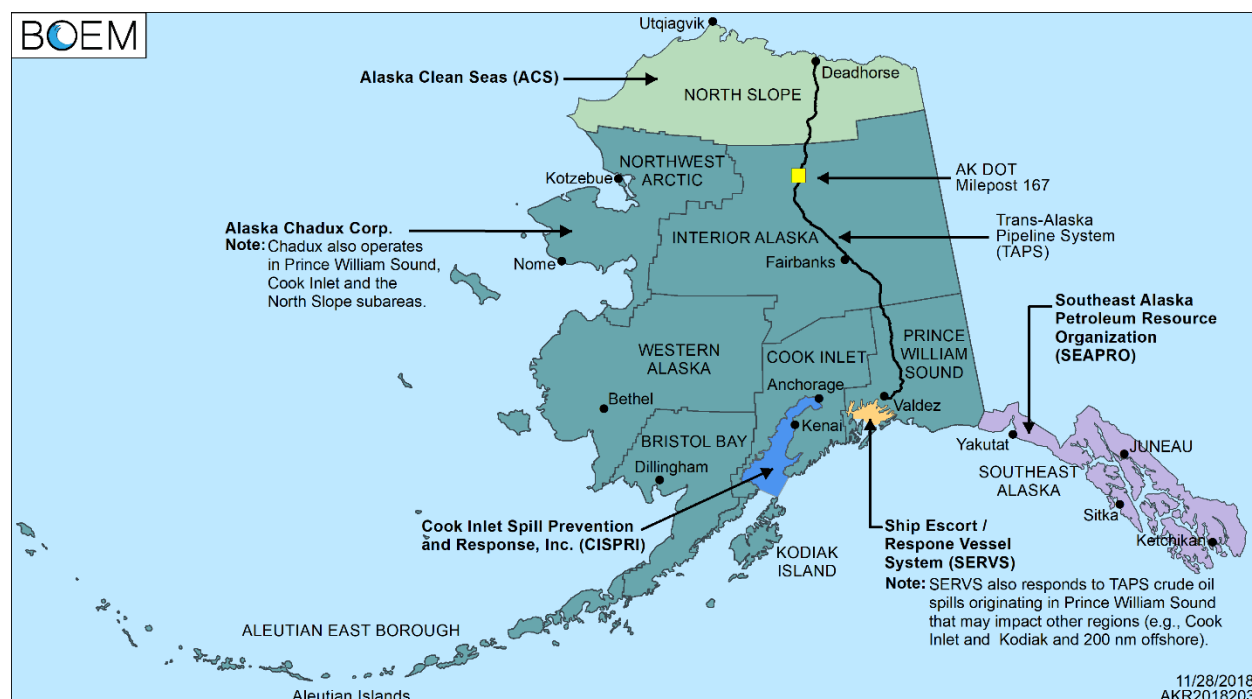 BOEM
Utqiagvik
Deadhorse
Alaska Clean Seas (ACS)
NORTH SLOPE
NORTHWEST
ARCTIC
Kotzebue
AK DOT
Milepost 167
Alaska Chadux Corp.
Note: Chadux also operates
in Prince William Sound,
Cook Inlet and the
North Slope subareas.
Nome
INTERIOR ALASKA
Fairbanks
Trans-Alaska
Pipeline System
(TAPS)
Southeast Alaska
Petroleum Resource
Organization
(SEAPRO)
WESTERN
ALASKA
COOK INLET
PRINCE
WILLIAM
SOUND
Anchorage
Bethel
Valdez
Kenai
BRISTOL BAY
Dillingham
Yakutat
JUNEAU
SOUTHEAST
ALASKA
Sitka
Ketchikan
Cook Inlet Spill Prevention
and Response, Inc. (CISPRI)
KODIAK
ISLAND
Ship Escort /
Respone Vessel
System (SERVS)
Note: SERVS also responds to TAPS crude oil
spills originating in Prince William Sound
that may impact other regions (e.g., Cook
Inlet and Kodiak and 200 nm offshore).
ALEUTIAN EAST BOROUGH
Aleutian Islands
11/28/2018
AKR2018203